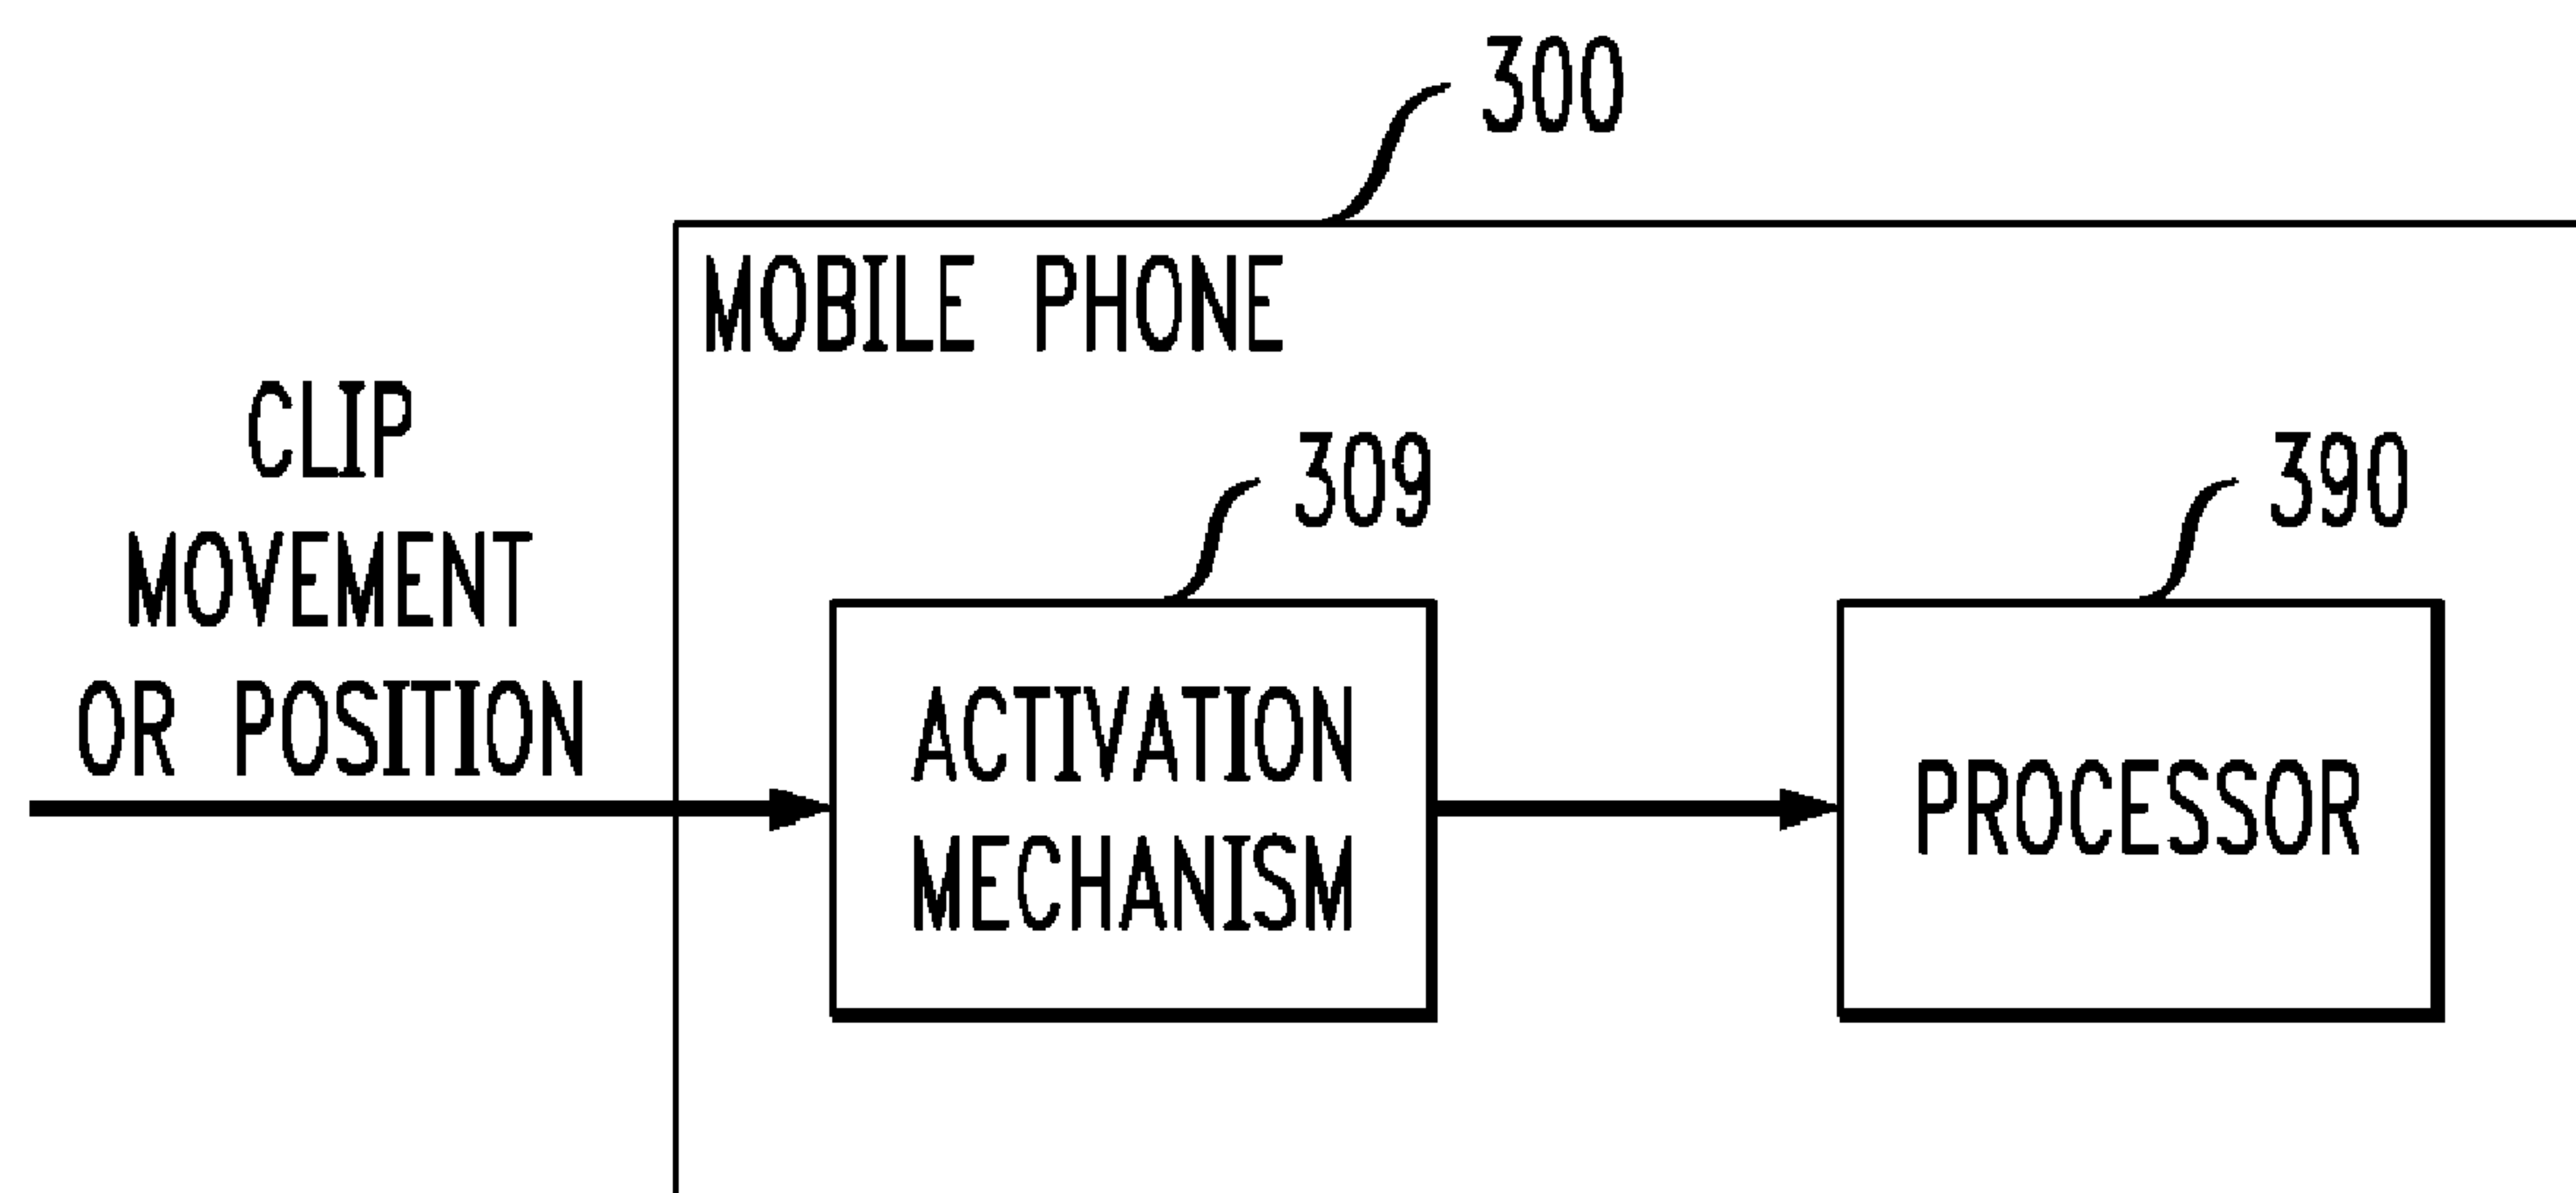 300
MOBILE PHONE
CLIP
MOVEMENT
OR POSITION
309
ACTIVATION
MECHANISM
390
PROCESSOR